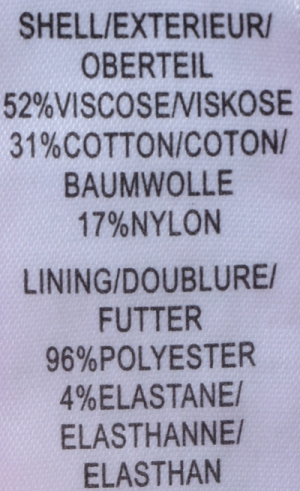 SHELL/EXTERIEUR/
OBERTEIL
52%VISCOSE/VISKOSE
31%COTTON/COTON/
BAUMWOLLE
17%NYLON
LINING/DOUBLURE/
FUTTER
96%POLYESTER
4%ELASTANE/
ELASTHANNE/
ELASTHAN